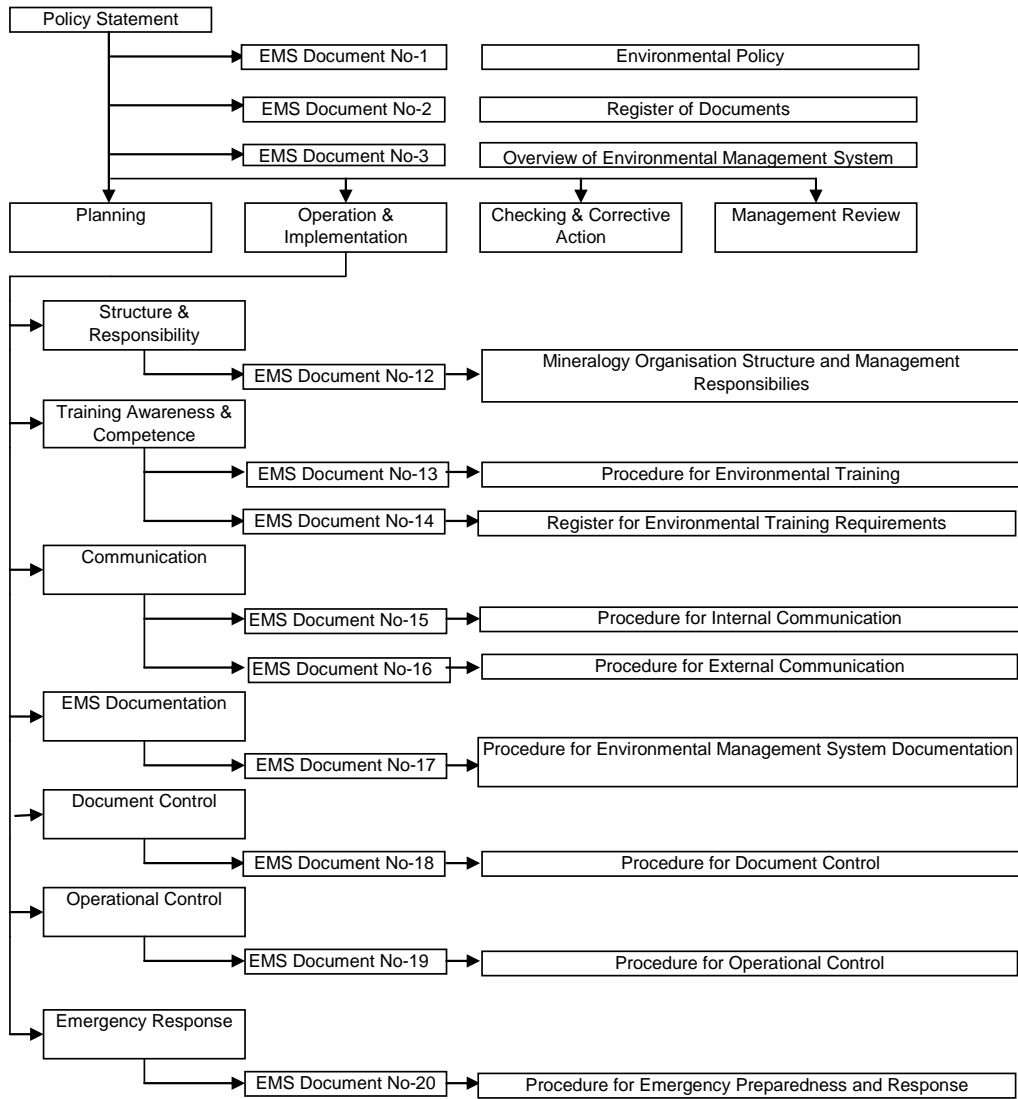 Policy Statement
EMS Document No-1
Environmental Policy
EMS Document No-2
Register of Documents
EMS Document No-3
Overview of Environmental Management System
Planning
Operation &
Implementation
Checking & Corrective
Action
Management Review
Structure &
Responsibility
EMS Document No-12
Mineralogy Organisation Structure and Management
Responsibilies
Training Awareness &
Competence
EMS Document No-13
Procedure for Environmental Training
EMS Document No-14
Register for Environmental Training Requirements
Communication
EMS Document No-15
Procedure for Internal Communication
EMS Document No-16
Procedure for External Communication
EMS Documentation
EMS Document No-17
Procedure for Environmental Management System Documentation
Document Control
EMS Document No-18
Procedure for Document Control
Operational Control
EMS Document No-19
Procedure for Operational Control
Emergency Response
EMS Document No-20
Procedure for Emergency Preparedness and Response